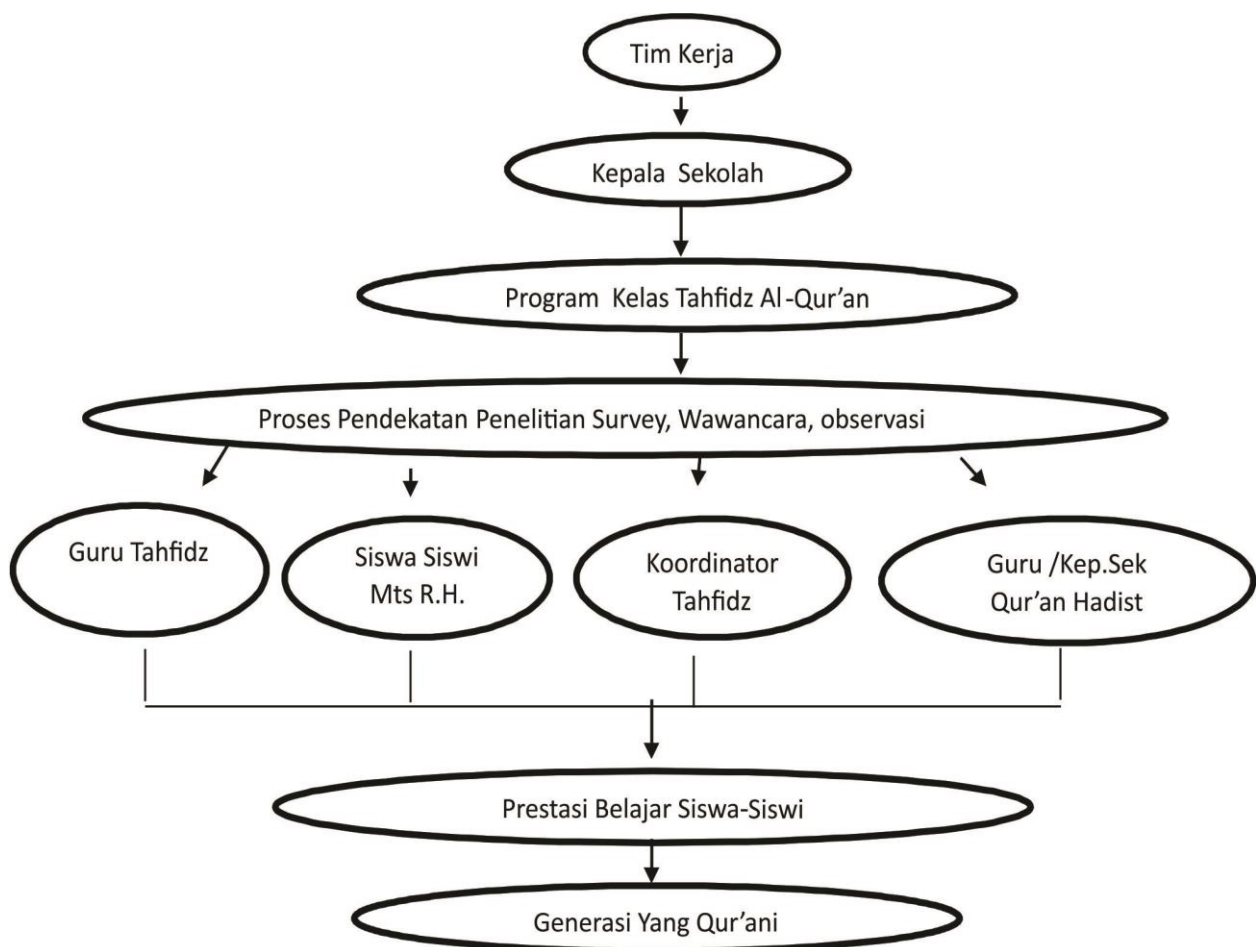 Tim Kerja
Kepala Sekolah
Program Kelas Tahfidz Al-Qur’an
Proses Pendekatan Penelitian Survey, Wawancara, observasi
Guru Tahfidz
Siswa Siswi
Mts R.H.
Koordinator
Tahfidz
Guru /Kep.Sek
Qur’an Hadist
Prestasi Belajar Siswa-Siswi
Generasi Yang Qur’ani